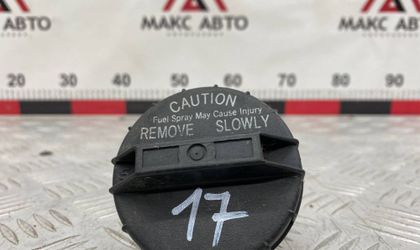 МАКС АВТО
МАКС АВТО
20 30 40 50 60 70 80
CAUTION
Fuel Spray May Cause Injury
REMOVE SLOWLY
17